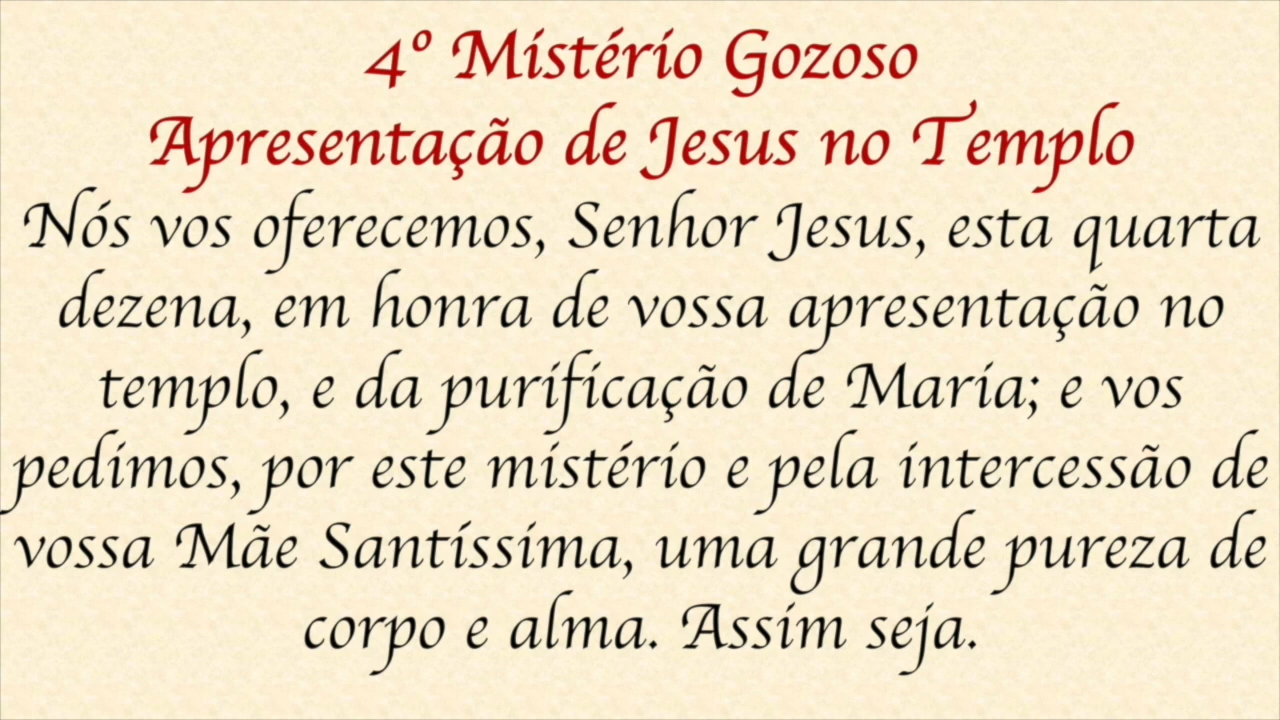 4º Mistério Gozoso
Apresentação de Jesus no Templo
Nós vos oferecemos, Senhor Jesus, esta quarta
dezena, em honra de vossa apresentação no
templo, e da purificação de Maria; e vos
pedimos, por este mistério e pela intercessão de
vossa Mãe Santíssima, uma grande pureza de
corpo e alma. Assim seja.